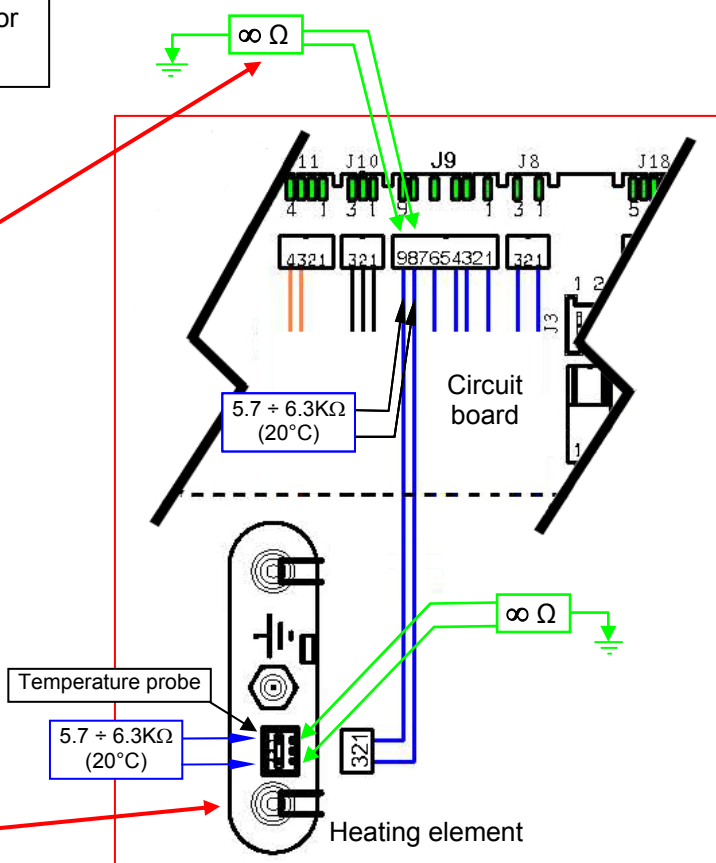 or
∞ Ω
11 J10 J9 J8 J18
4 1 3 1 9 1 3 1 5
4321 321 987654321 321
1 2
J3
5.7 ÷ 6.3KΩ
(20°C)
Circuit
board
1
∞ Ω
Temperature probe
5.7 ÷ 6.3KΩ
(20°C)
321
Heating element